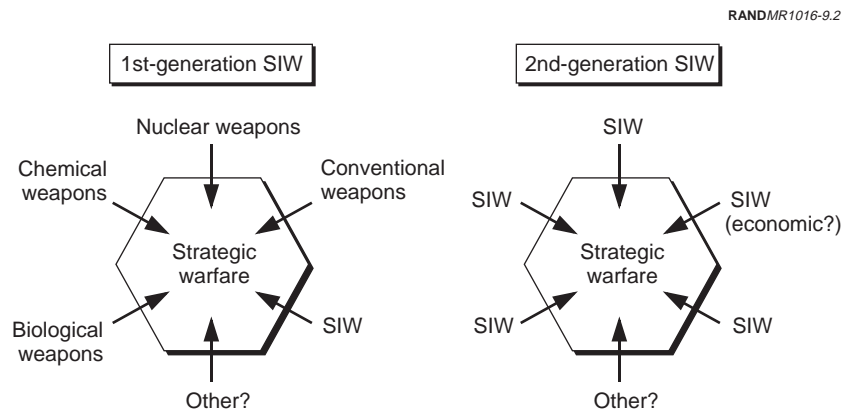 RANDMR1016-9.2
1st-generation SIW
Nuclear weapons
Chemical
weapons
Conventional
weapons
Strategic
warfare
Biological
weapons
SIW
Other?
2nd-generation SIW
SIW
SIW
SIW
(economic?)
Strategic
warfare
SIW
SIW
Other?